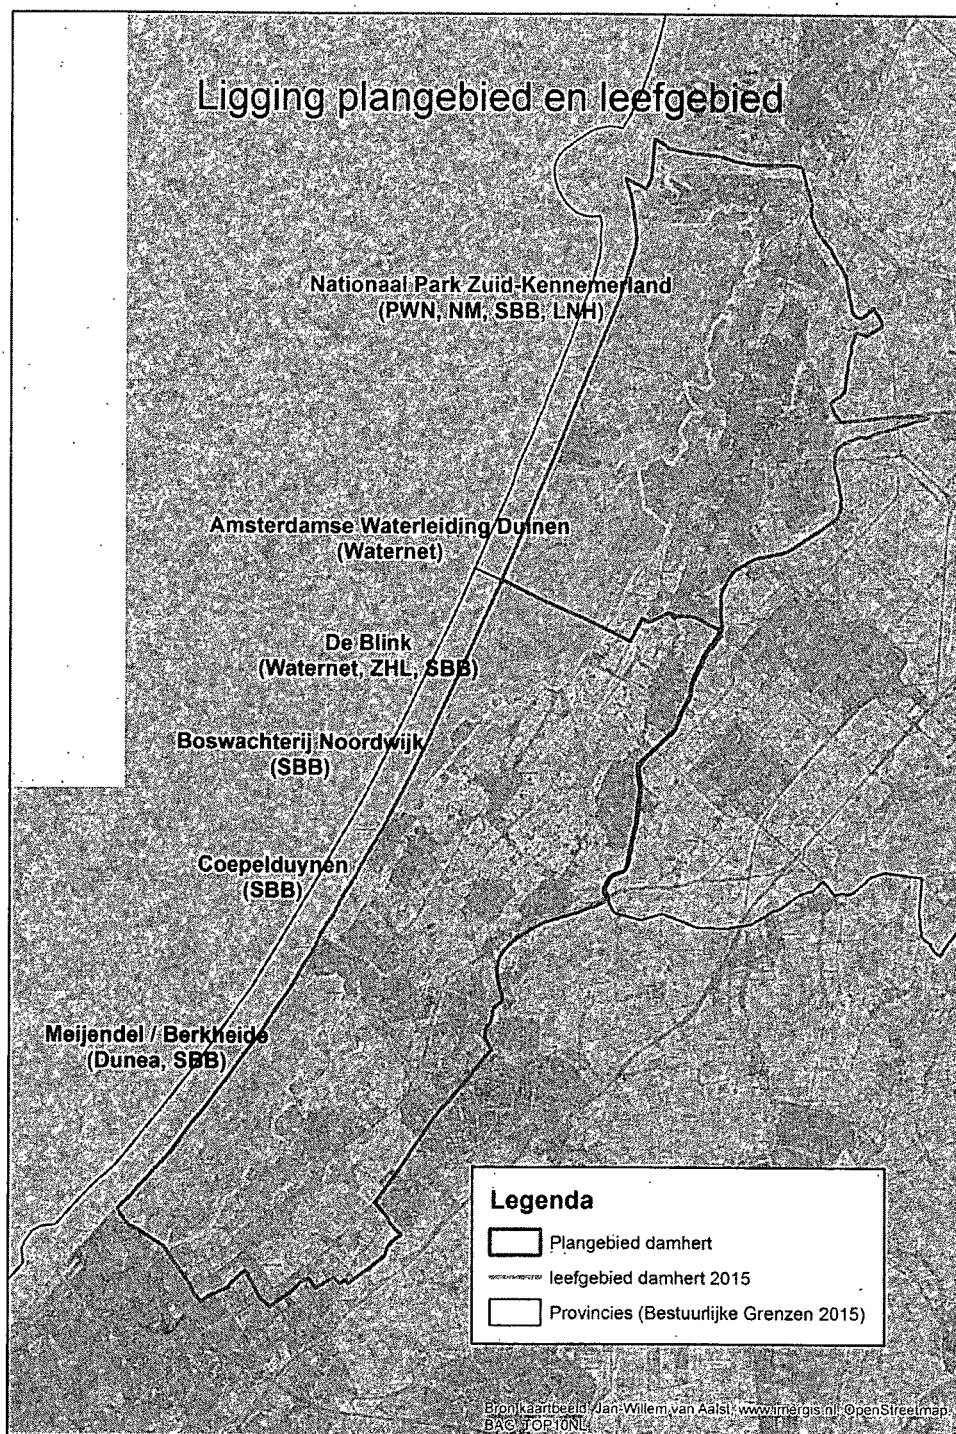 Ligging plangebied en leefgebied
Nationaal Park Zuid-Kennemerland
(PWN, NM, SBB, LNH)
Amsterdamse Waterleiding Duinen
(Waternet)
De Blink
(Waternet, ZHL, SBB)
Boswachterij Noordwijk
(SBB)
Coepelduynen
(SBB)
Meijendel / Berkheide
(Dunea, SBB)
Legenda
Plangebied damhert
leefgebied damhert 2015
Provincies (Bestuurlijke Grenzen 2015)
Bron kaartbeeld: Jan-Willem van Aalst, www.imergis.nl, OpenStreetmap,
BAG, TOP10NL